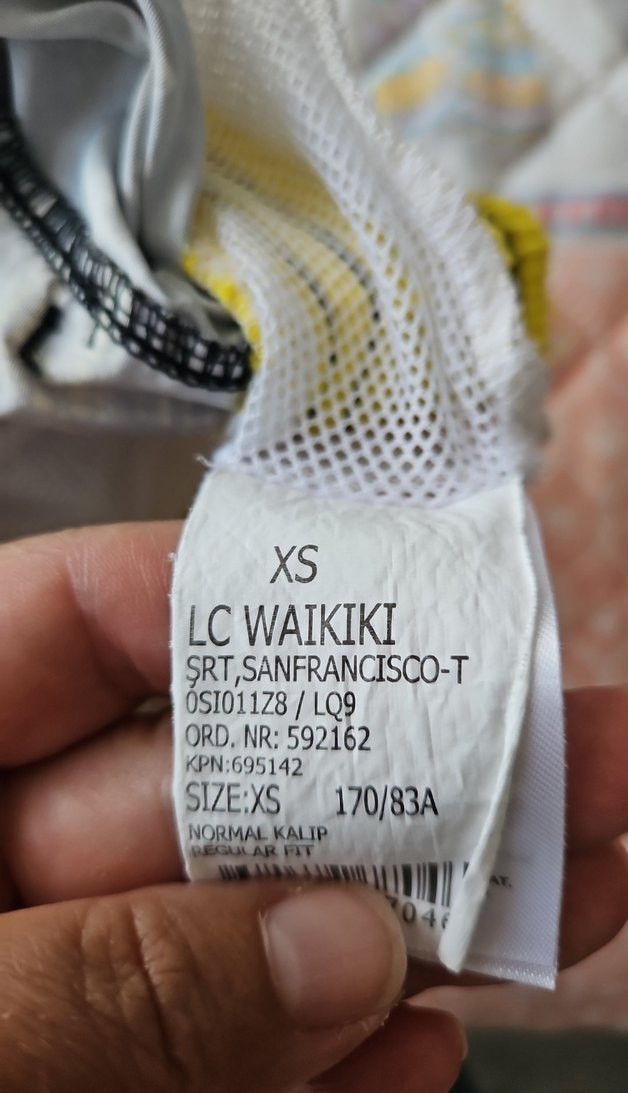 XS
LC WAIKIKI
ŞRT,SANFRANCISCO-T
0SI011Z8 / LQ9
ORD. NR: 592162
KPN:695142
SIZE:XS 170/83A
NORMAL KALIP
REGULAR FIT